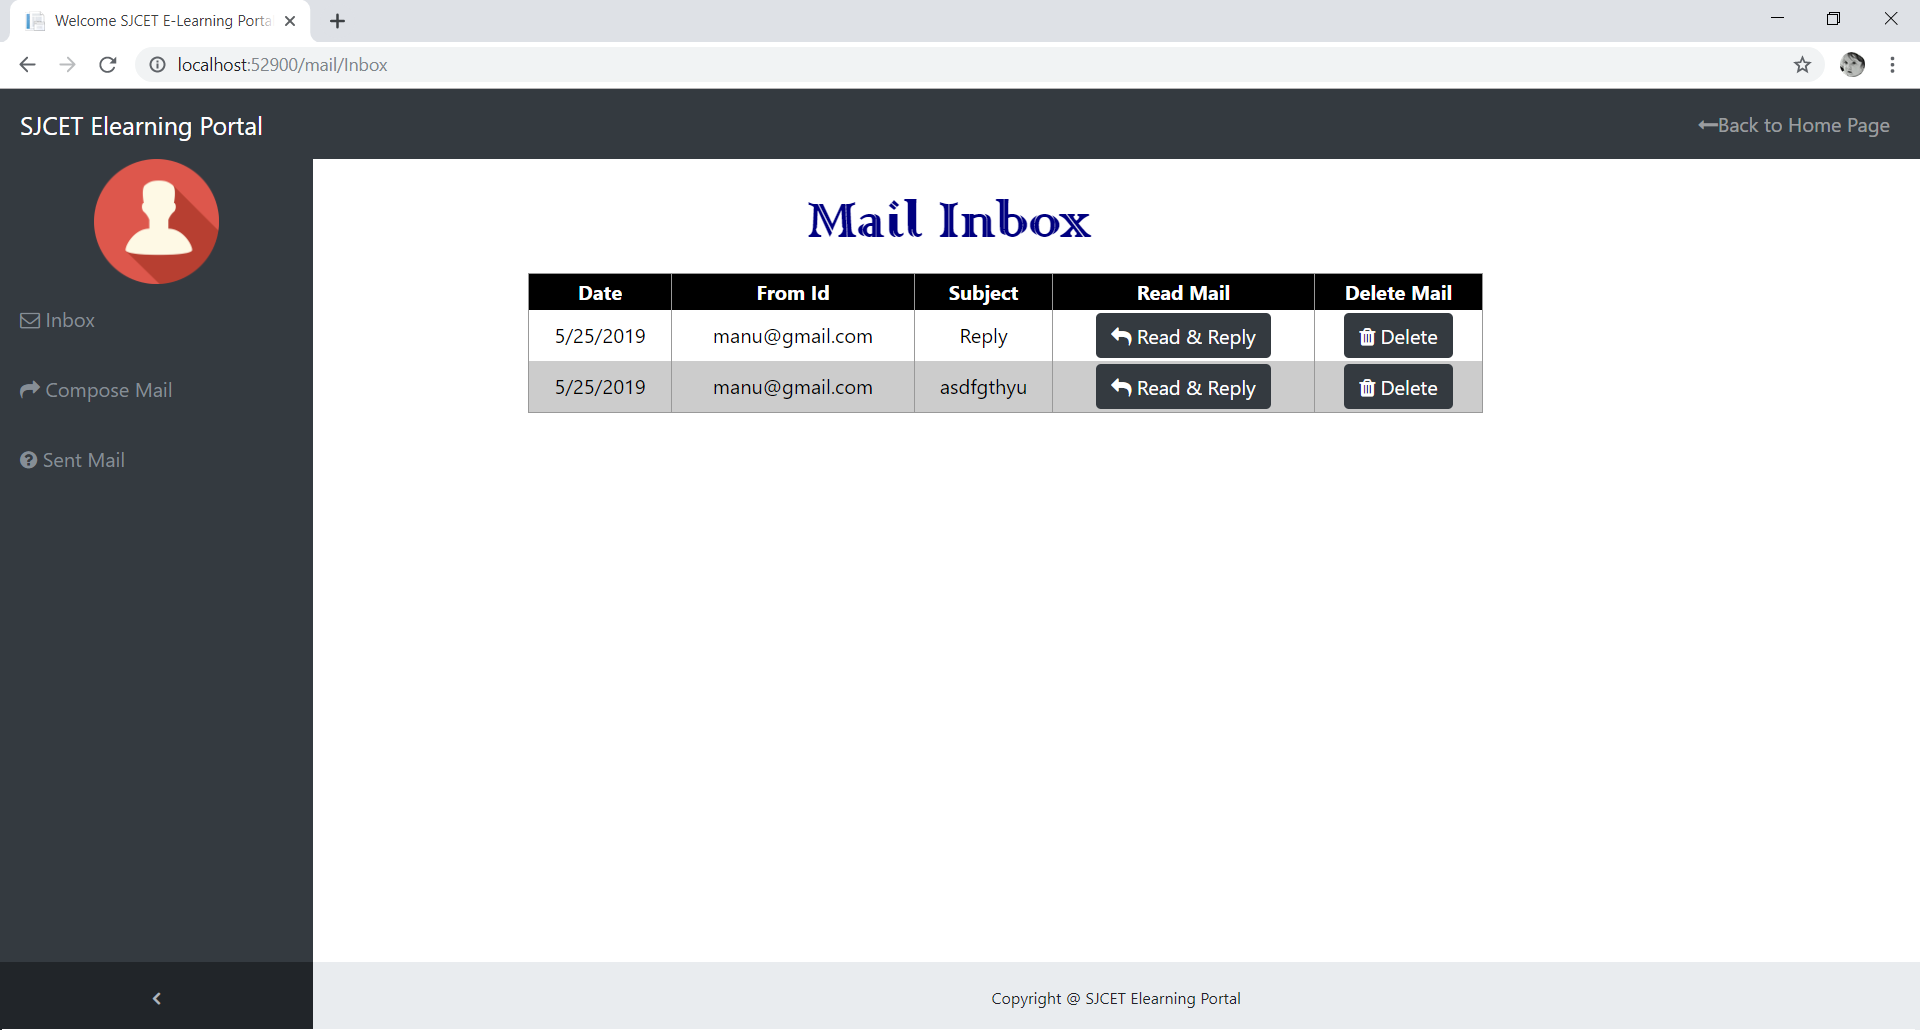 Welcome SJCET E-Learning Porta
localhost:52900/mail/Inbox
SJCET Elearning Portal
Back to Home Page
Inbox
Compose Mail
Sent Mail
Mail Inbox
Date From Id Subject Read Mail Delete Mail
5/25/2019 manu@gmail.com Reply Read & Reply Delete
5/25/2019 manu@gmail.com asdfgthyu Read & Reply Delete
Copyright @ SJCET Elearning Portal